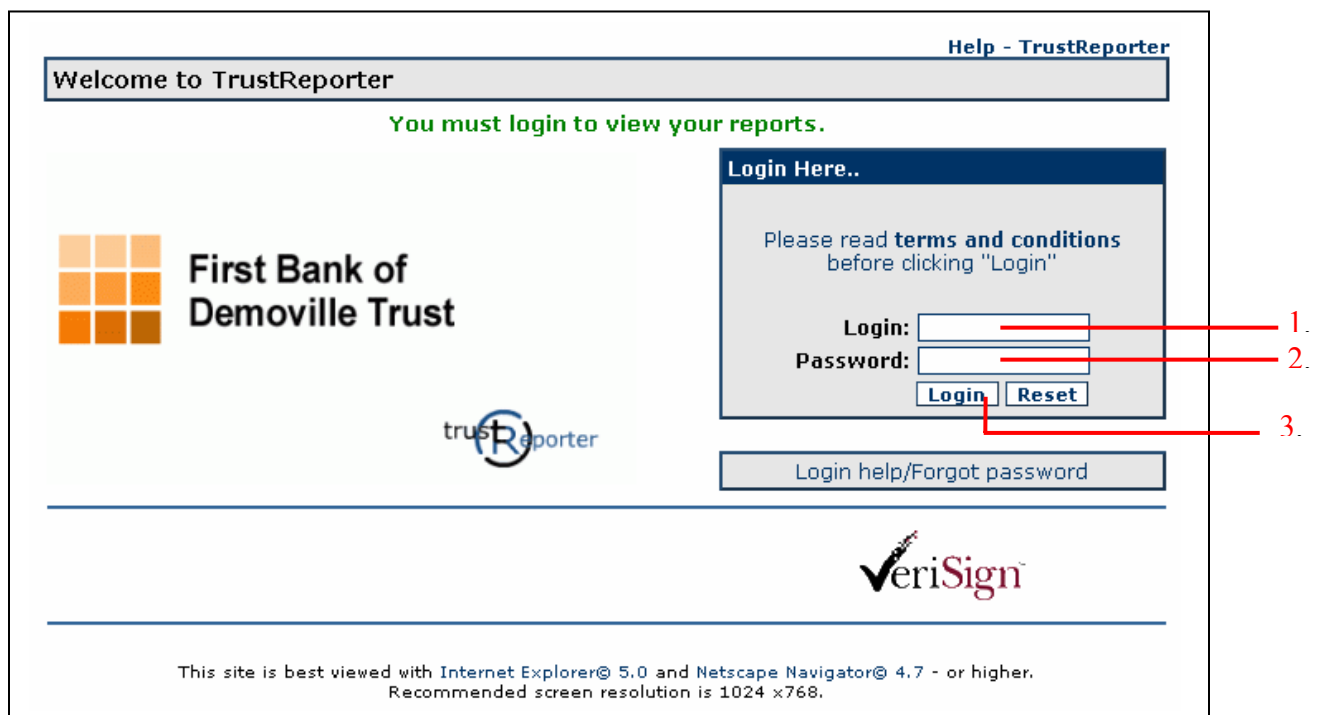 Help - TrustReporter
Welcome to TrustReporter
You must login to view your reports.
Login Here..
Please read terms and conditions
before clicking "Login"
First Bank of
Demoville Trust
Login:
1.
Password:
2.
Login Reset
3.
trustReporter
Login help/Forgot password
VeriSign
This site is best viewed with Internet Explorer© 5.0 and Netscape Navigator© 4.7 - or higher.
Recommended screen resolution is 1024 x768.